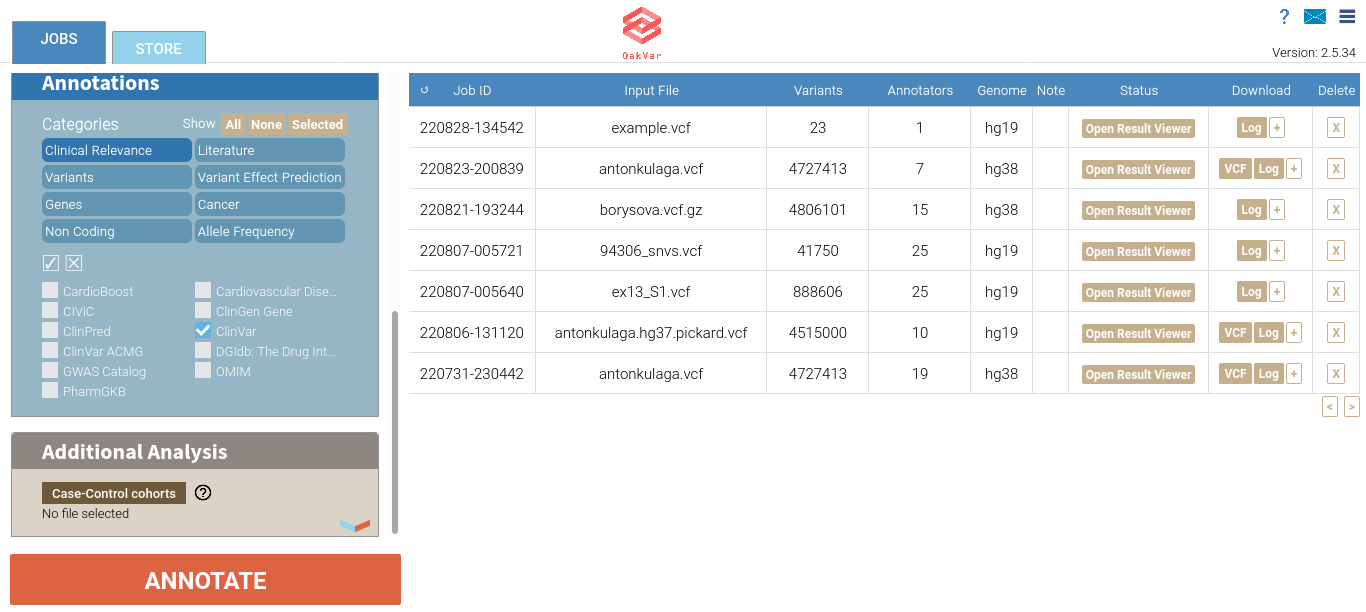 JOBS
STORE
OakVar
?
Version: 2.5.34
Annotations
Categories
Show All None Selected
Clinical Relevance Literature
Variants Variant Effect Prediction
Genes Cancer
Non Coding Allele Frequency
CardioBoost Cardiovascular Dise...
CIViC ClinGen Gene
ClinPred ClinVar
ClinVar ACMG DGIdb: The Drug Int...
GWAS Catalog OMIM
PharmGKB
Additional Analysis
Case-Control cohorts ?
No file selected
ANNOTATE
↺ Job ID Input File Variants Annotators Genome Note Status Download Delete
220828-134542 example.vcf 23 1 hg19 Open Result Viewer Log + X
220823-200839 antonkulaga.vcf 4727413 7 hg38 Open Result Viewer VCF Log + X
220821-193244 borysova.vcf.gz 4806101 15 hg38 Open Result Viewer Log + X
220807-005721 94306_snvs.vcf 41750 25 hg19 Open Result Viewer Log + X
220807-005640 ex13_S1.vcf 888606 25 hg19 Open Result Viewer Log + X
220806-131120 antonkulaga.hg37.pickard.vcf 4515000 10 hg19 Open Result Viewer VCF Log + X
220731-230442 antonkulaga.vcf 4727413 19 hg38 Open Result Viewer VCF Log + X
< >